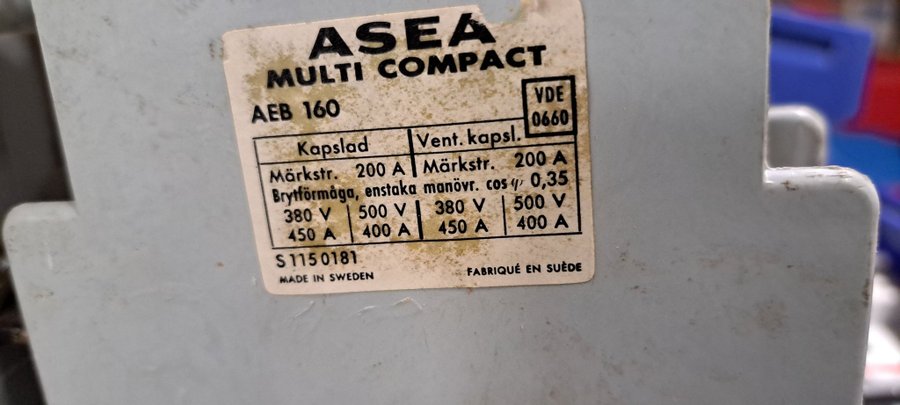 ASEA
MULTI COMPACT
AEB 160
VDE
0660
Kapslad Vent. kapsl.
Märkstr. 200 A Märkstr. 200 A
Brytförmåga, enstaka manövr. cos φ 0,35
380 V 500 V 380 V 500 V
450 A 400 A 450 A 400 A
S 115 0181
MADE IN SWEDEN FABRIQUÉ EN SUÈDE